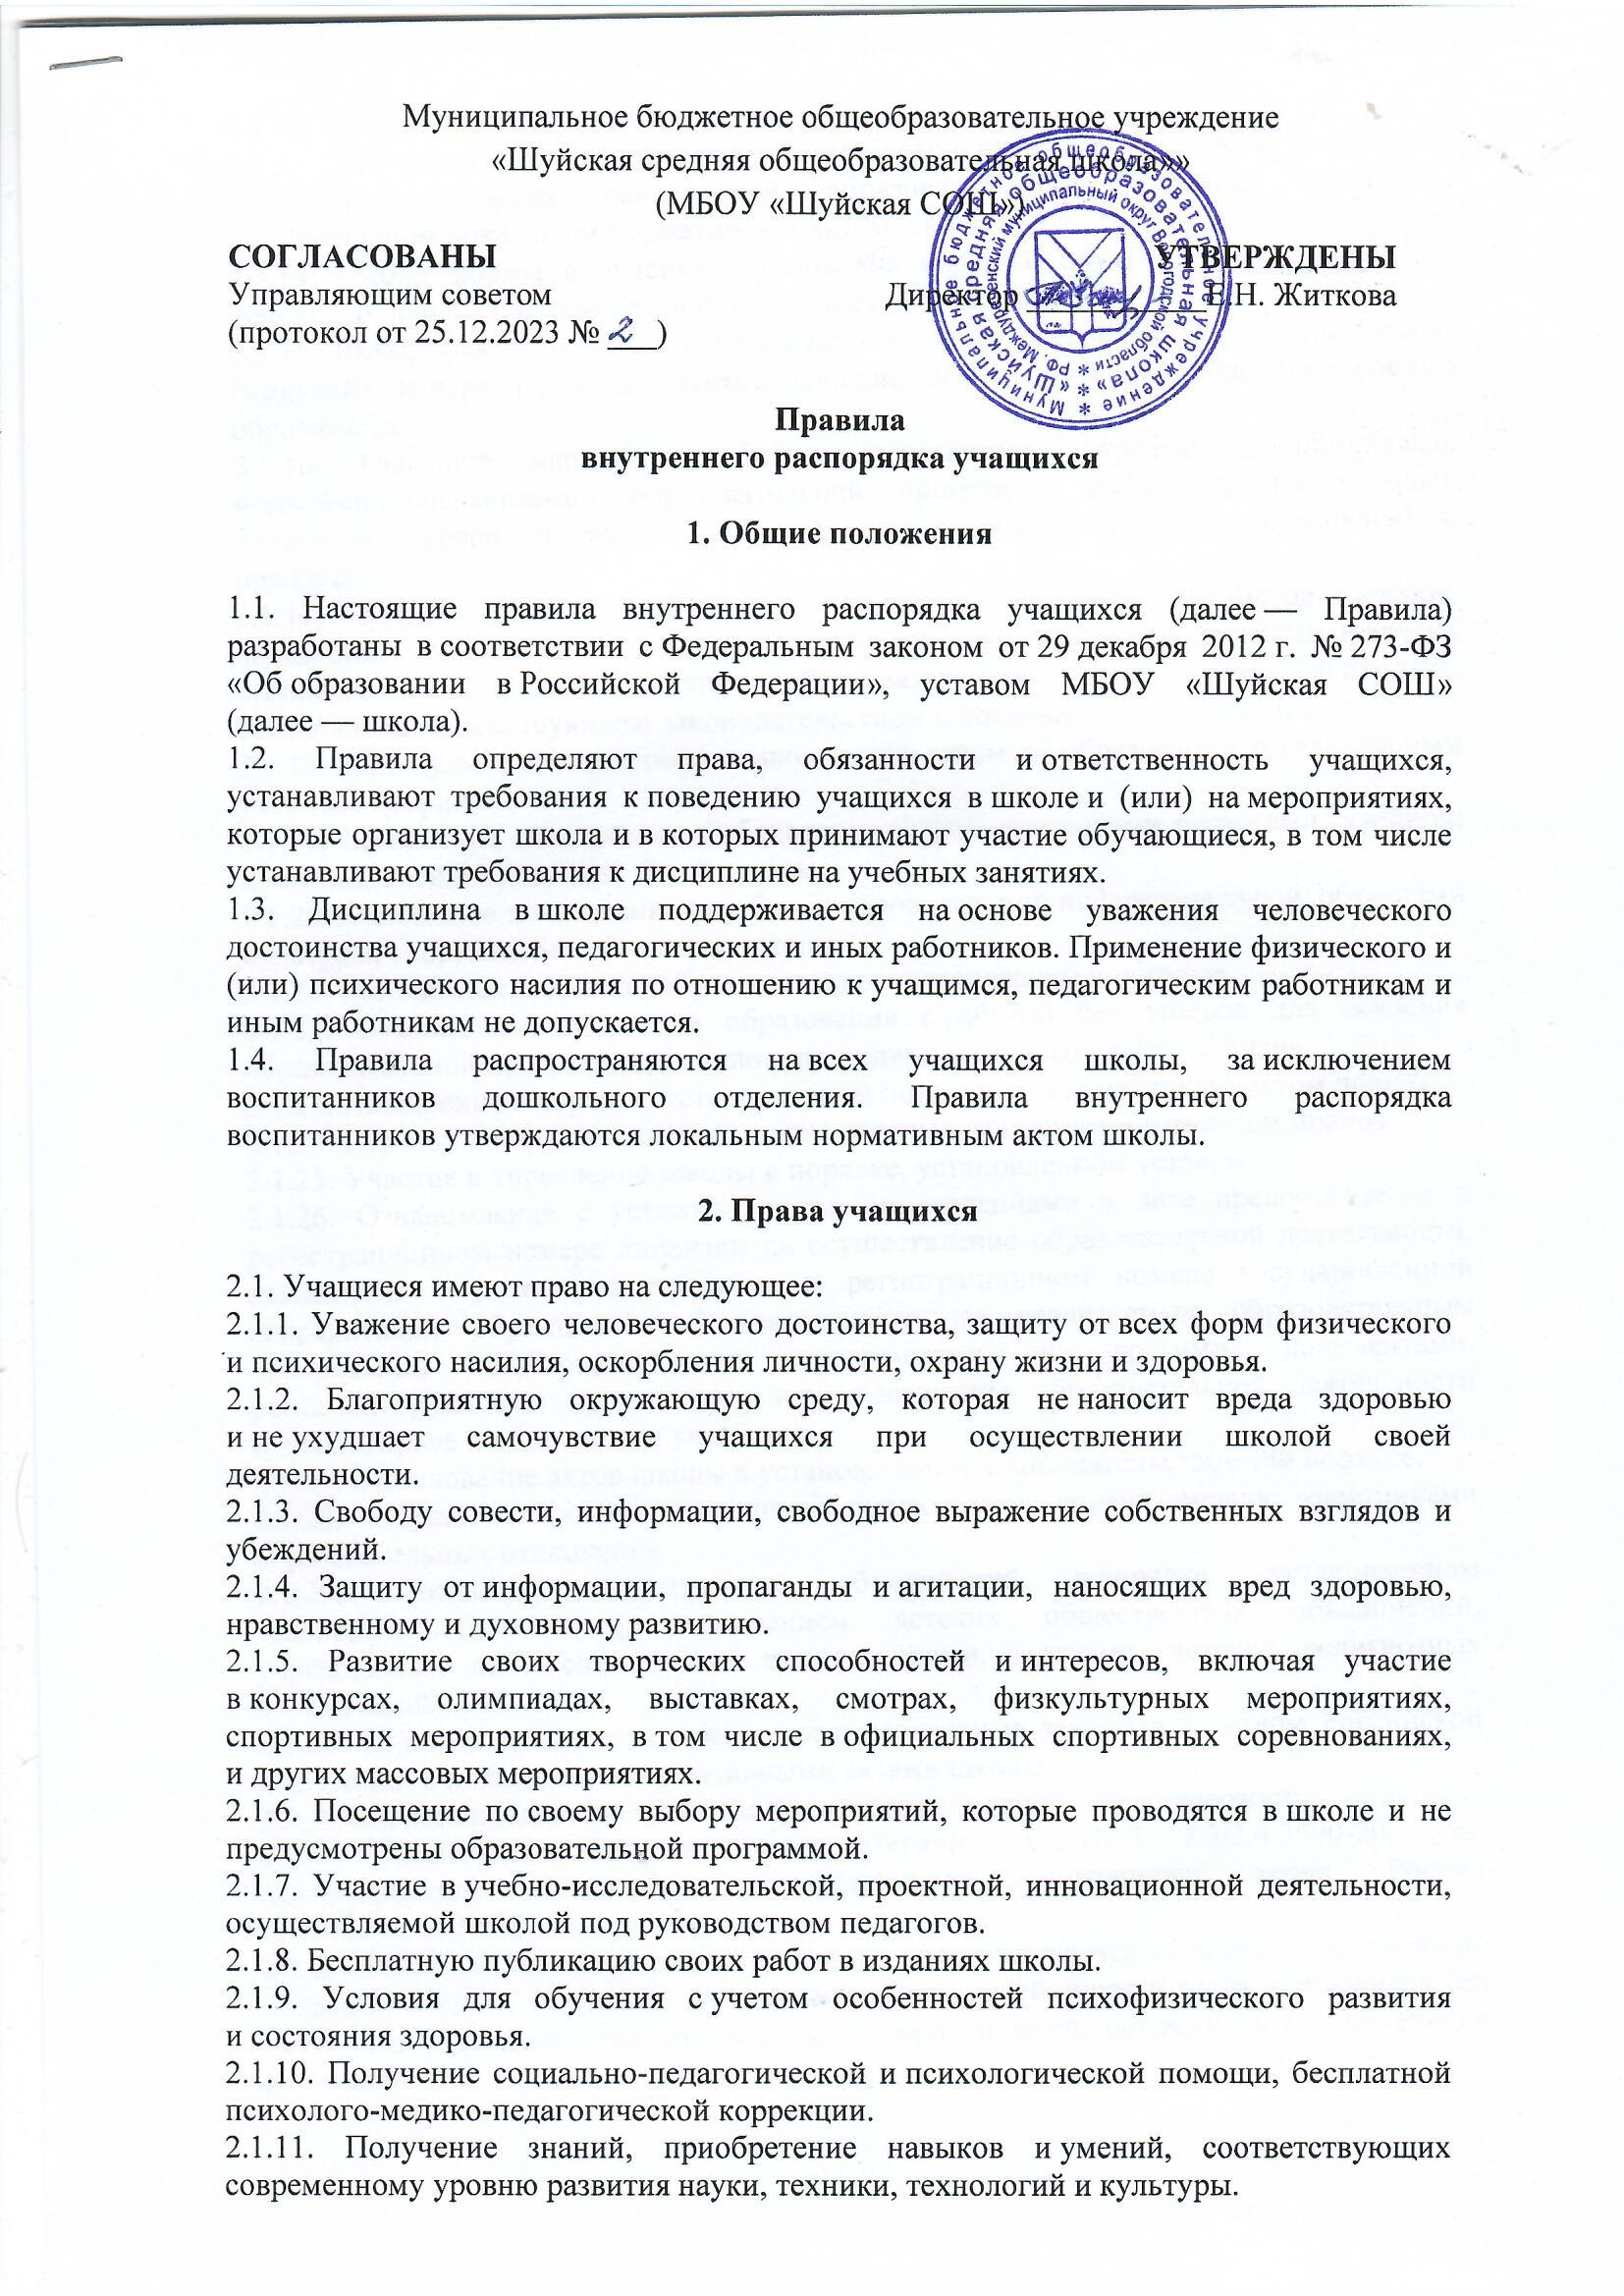 Муниципальное бюджетное общеобразовательное учреждение
«Шуйская средняя общеобразовательная школа»»
(МБОУ «Шуйская СОШ»)
СОГЛАСОВАНЫ УТВЕРЖДЕНЫ
Управляющим советом Директор Е.Н. Житкова
(протокол от 25.12.2023 № 2)
Муниципальное бюджетное общеобразовательное учреждение
«Шуйская средняя общеобразовательная школа»
РФ, Междуреченский муниципальный округ Вологодской области
Правила
внутреннего распорядка учащихся
1. Общие положения
1.1. Настоящие правила внутреннего распорядка учащихся (далее — Правила)
разработаны в соответствии с Федеральным законом от 29 декабря 2012 г. № 273-ФЗ
«Об образовании в Российской Федерации», уставом МБОУ «Шуйская СОШ»
(далее — школа).
1.2. Правила определяют права, обязанности и ответственность учащихся,
устанавливают требования к поведению учащихся в школе и (или) на мероприятиях,
которые организует школа и в которых принимают участие обучающиеся, в том числе
устанавливают требования к дисциплине на учебных занятиях.
1.3. Дисциплина в школе поддерживается на основе уважения человеческого
достоинства учащихся, педагогических и иных работников. Применение физического и
(или) психического насилия по отношению к учащимся, педагогическим работникам и
иным работникам не допускается.
1.4. Правила распространяются на всех учащихся школы, за исключением
воспитанников дошкольного отделения. Правила внутреннего распорядка
воспитанников утверждаются локальным нормативным актом школы.
2. Права учащихся
2.1. Учащиеся имеют право на следующее:
2.1.1. Уважение своего человеческого достоинства, защиту от всех форм физического
и психического насилия, оскорбления личности, охрану жизни и здоровья.
2.1.2. Благоприятную окружающую среду, которая не наносит вреда здоровью
и не ухудшает самочувствие учащихся при осуществлении школой своей
деятельности.
2.1.3. Свободу совести, информации, свободное выражение собственных взглядов и
убеждений.
2.1.4. Защиту от информации, пропаганды и агитации, наносящих вред здоровью,
нравственному и духовному развитию.
2.1.5. Развитие своих творческих способностей и интересов, включая участие
в конкурсах, олимпиадах, выставках, смотрах, физкультурных мероприятиях,
спортивных мероприятиях, в том числе в официальных спортивных соревнованиях,
и других массовых мероприятиях.
2.1.6. Посещение по своему выбору мероприятий, которые проводятся в школе и не
предусмотрены образовательной программой.
2.1.7. Участие в учебно-исследовательской, проектной, инновационной деятельности,
осуществляемой школой под руководством педагогов.
2.1.8. Бесплатную публикацию своих работ в изданиях школы.
2.1.9. Условия для обучения с учетом особенностей психофизического развития
и состояния здоровья.
2.1.10. Получение социально-педагогической и психологической помощи, бесплатной
психолого-медико-педагогической коррекции.
2.1.11. Получение знаний, приобретение навыков и умений, соответствующих
современному уровню развития науки, техники, технологий и культуры.